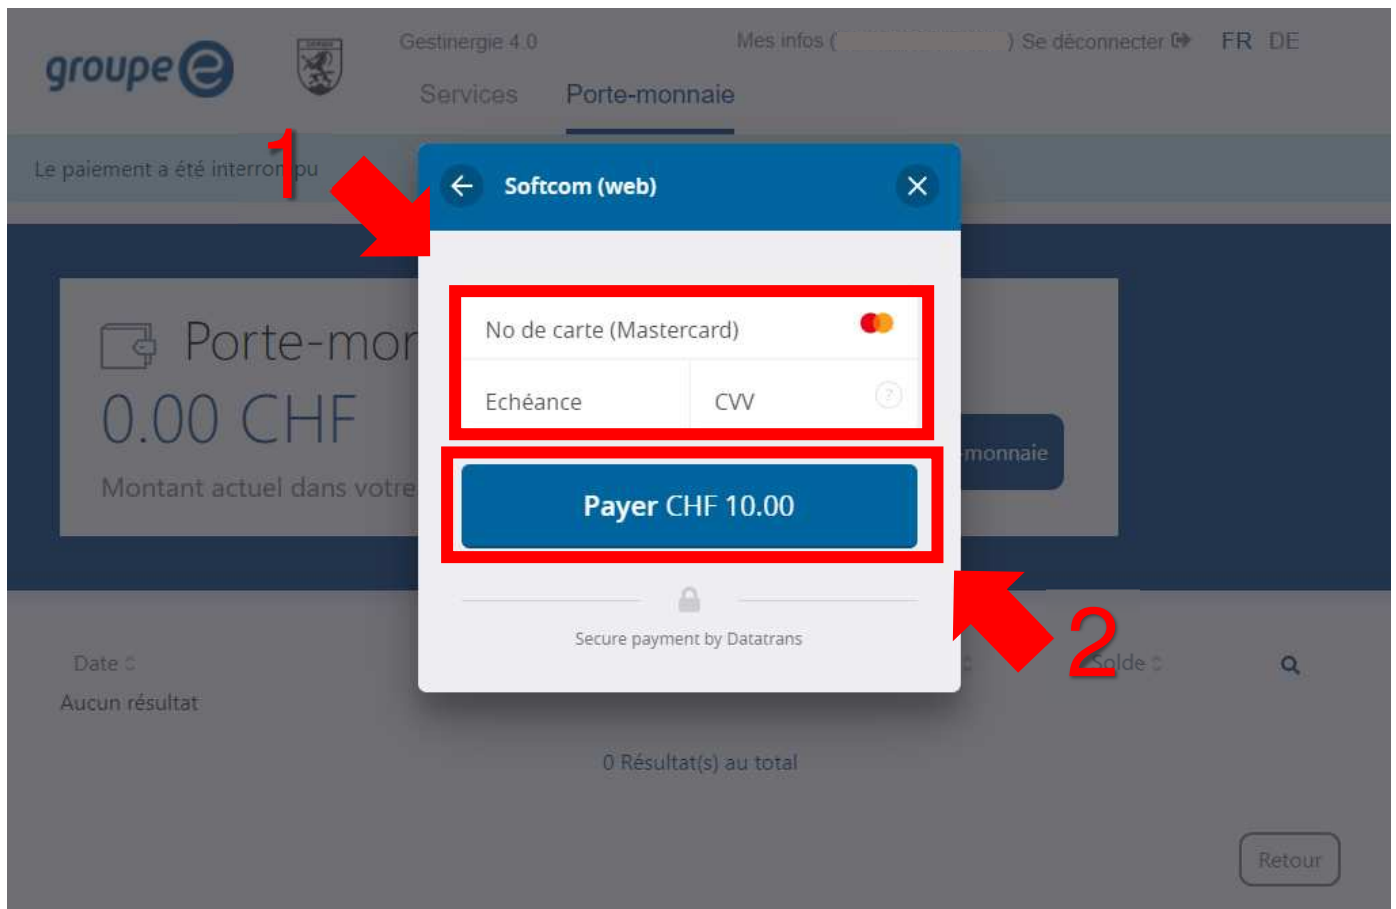 groupe e
Gestinergie 4.0
Mes infos (
) Se déconnecter
FR DE
Services
Porte-monnaie
Le paiement a été interrompu
1
Softcom (web)
No de carte (Mastercard)
Echéance
CVV
?
Porte-mon
0.00 CHF
Montant actuel dans votre
monnaie
Payer CHF 10.00
Secure payment by Datatrans
2
Date
Solde
Aucun résultat
0 Résultat(s) au total
Retour